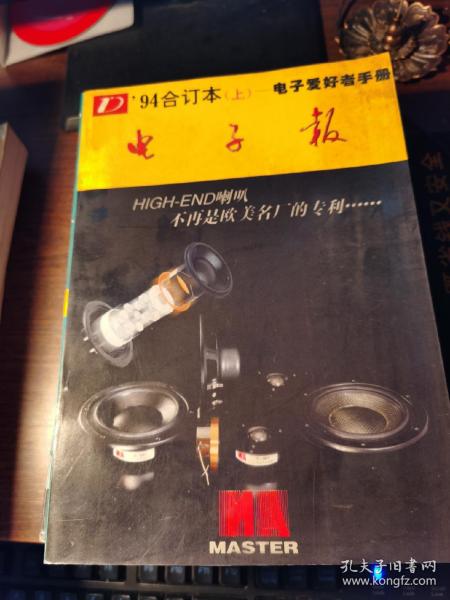 '94合订本(上)—电子爱好者手册
电子报
HIGH-END喇叭
不再是欧美名厂的专利……
MASTER
孔夫子旧书网
www.kongfz.com